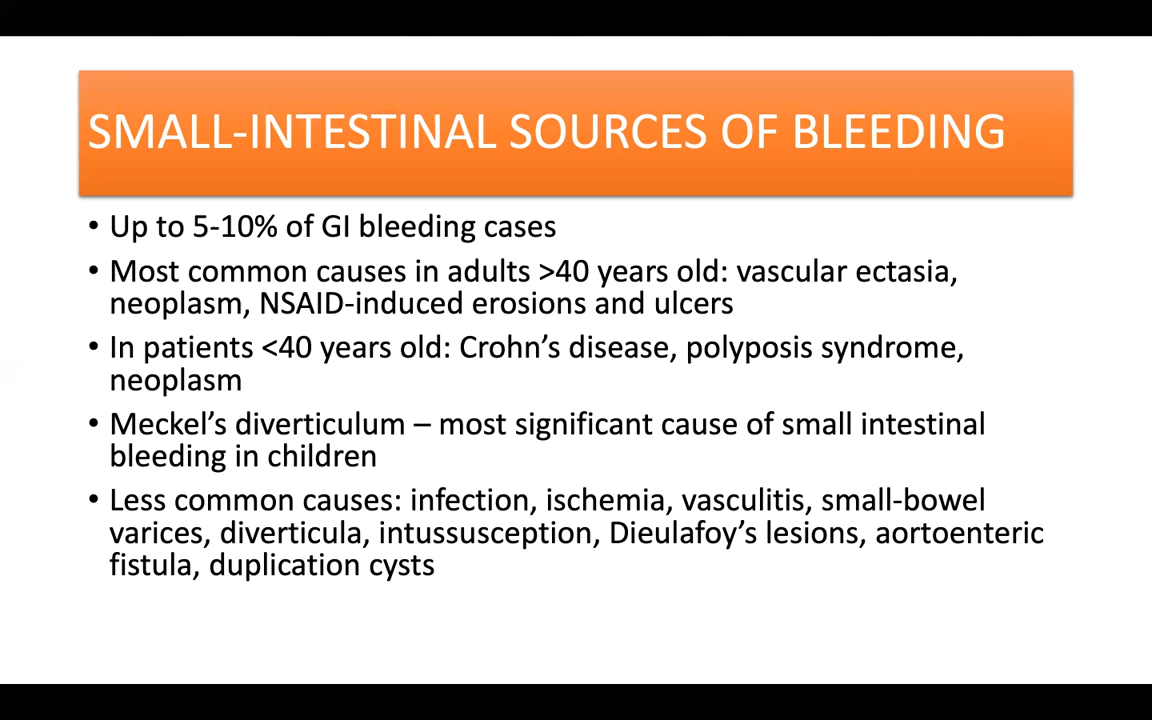 SMALL-INTESTINAL SOURCES OF BLEEDING
• Up to 5-10% of GI bleeding cases
• Most common causes in adults >40 years old: vascular ectasia,
neoplasm, NSAID-induced erosions and ulcers
• In patients <40 years old: Crohn’s disease, polyposis syndrome,
neoplasm
• Meckel’s diverticulum – most significant cause of small intestinal
bleeding in children
• Less common causes: infection, ischemia, vasculitis, small-bowel
varices, diverticula, intussusception, Dieulafoy’s lesions, aortoenteric
fistula, duplication cysts